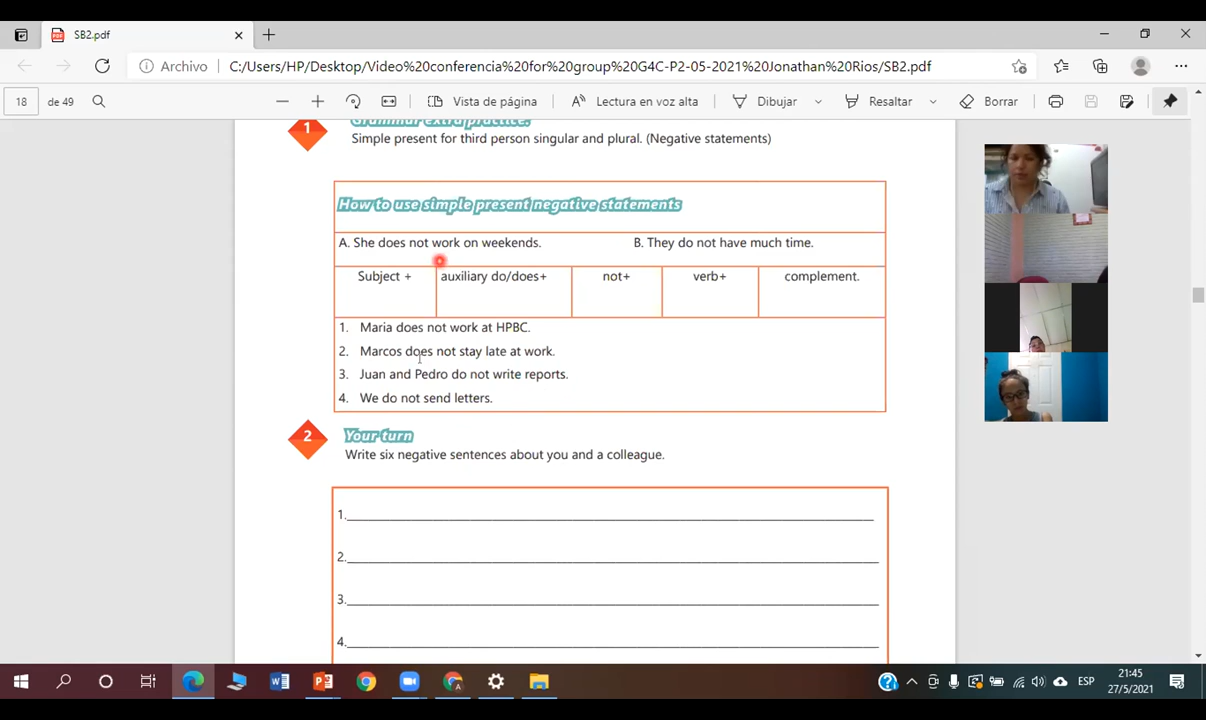 SB2.pdf
Archivo C:/Users/HP/Desktop/Video%20conferencia%20for%20group%20G4C-P2-05-2021%20Jonathan%20Rios/SB2.pdf
18 de 49 Vista de página Lectura en voz alta Dibujar Resaltar Borrar
1 Grammar extra practice.
Simple present for third person singular and plural. (Negative statements)
How to use simple present negative statements
A. She does not work on weekends. B. They do not have much time.
Subject + auxiliary do/does+ not+ verb+ complement.
1. Maria does not work at HPBC.
2. Marcos does not stay late at work.
3. Juan and Pedro do not write reports.
4. We do not send letters.
2 Your turn
Write six negative sentences about you and a colleague.
1.
2.
3.
4.
ESP
21:45
27/5/2021